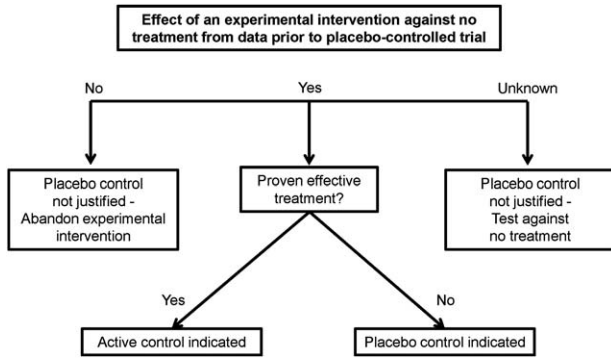 Effect of an experimental intervention against no
treatment from data prior to placebo-controlled trial
No
Yes
Unknown
Placebo control
not justified -
Abandon experimental
intervention
Proven effective
treatment?
Placebo control
not justified -
Test against
no treatment
Yes
No
Active control indicated
Placebo control indicated